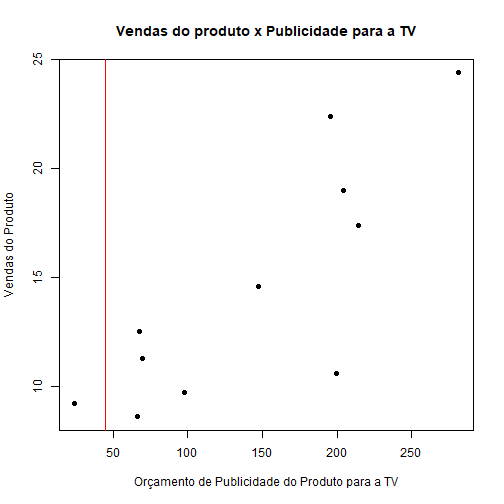 Vendas do produto x Publicidade para a TV
25
20
15
10
Vendas do Produto
50 100 150 200 250
Orçamento de Publicidade do Produto para a TV